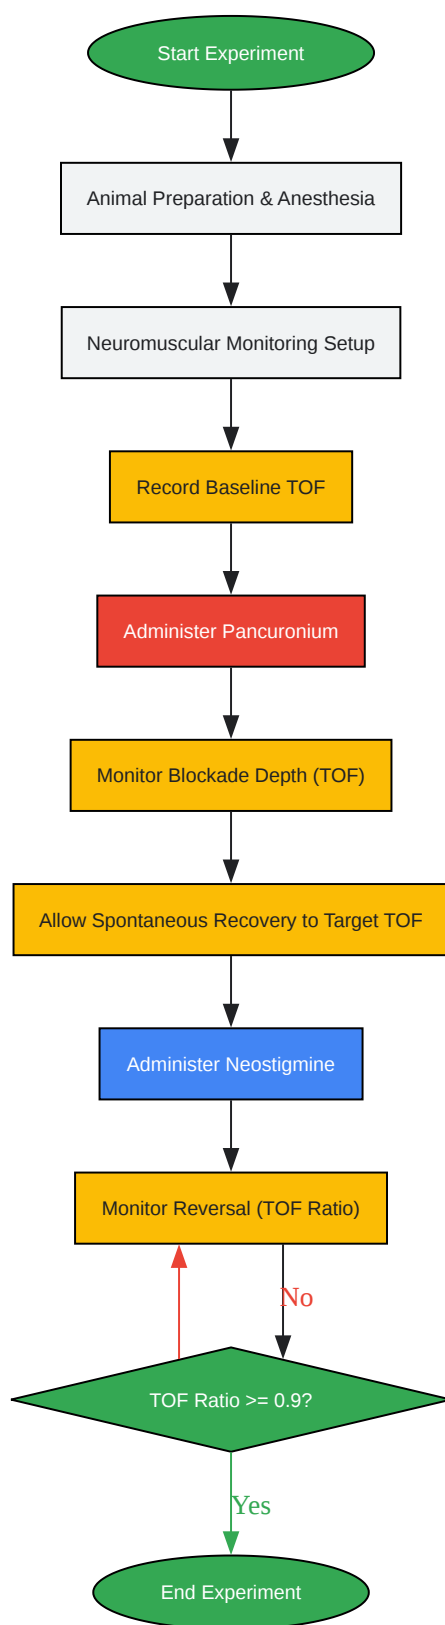 Start Experiment
Animal Preparation & Anesthesia
Neuromuscular Monitoring Setup
Record Baseline TOF
Administer Pancuronium
Monitor Blockade Depth (TOF)
Allow Spontaneous Recovery to Target TOF
Administer Neostigmine
Monitor Reversal (TOF Ratio)
No
TOF Ratio >= 0.9?
Yes
End Experiment